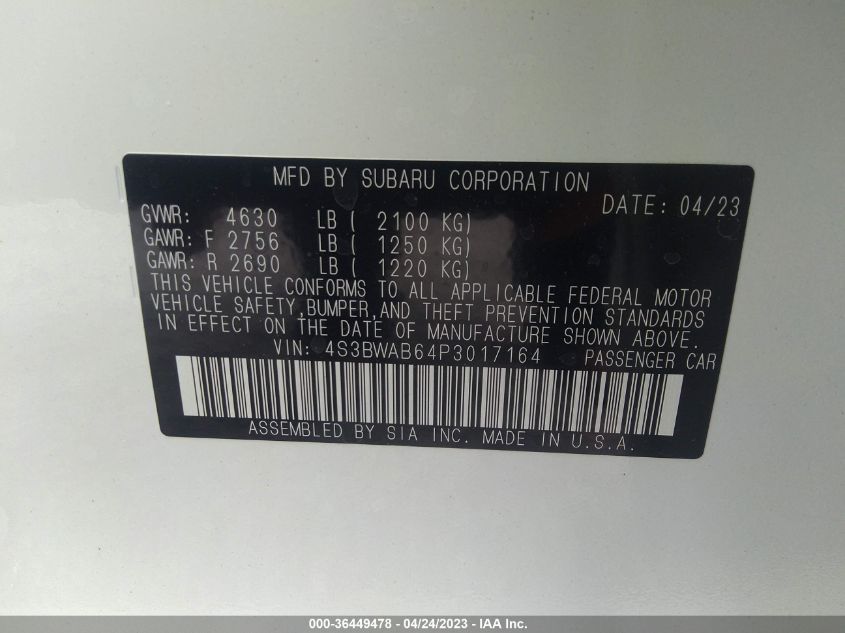 MFD BY SUBARU CORPORATION
DATE: 04/23
GVWR: 4630 LB ( 2100 KG)
GAWR: F 2756 LB ( 1250 KG)
GAWR: R 2690 LB ( 1220 KG)
THIS VEHICLE CONFORMS TO ALL APPLICABLE FEDERAL MOTOR
VEHICLE SAFETY,BUMPER,AND THEFT PREVENTION STANDARDS
IN EFFECT ON THE DATE OF MANUFACTURE SHOWN ABOVE.
VIN: 4S3BWAB64P3017164 PASSENGER CAR
ASSEMBLED BY SIA INC. MADE IN U.S.A.
000-36449478 - 04/24/2023 - IAA Inc.